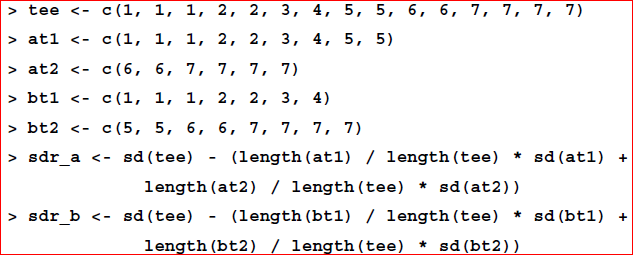 > tee <- c(1, 1, 1, 2, 2, 3, 4, 5, 5, 6, 6, 7, 7, 7, 7)
> at1 <- c(1, 1, 1, 2, 2, 3, 4, 5, 5)
> at2 <- c(6, 6, 7, 7, 7, 7)
> bt1 <- c(1, 1, 1, 2, 2, 3, 4)
> bt2 <- c(5, 5, 6, 6, 7, 7, 7, 7)
> sdr_a <- sd(tee) - (length(at1) / length(tee) * sd(at1) +
length(at2) / length(tee) * sd(at2))
> sdr_b <- sd(tee) - (length(bt1) / length(tee) * sd(bt1) +
length(bt2) / length(tee) * sd(bt2))